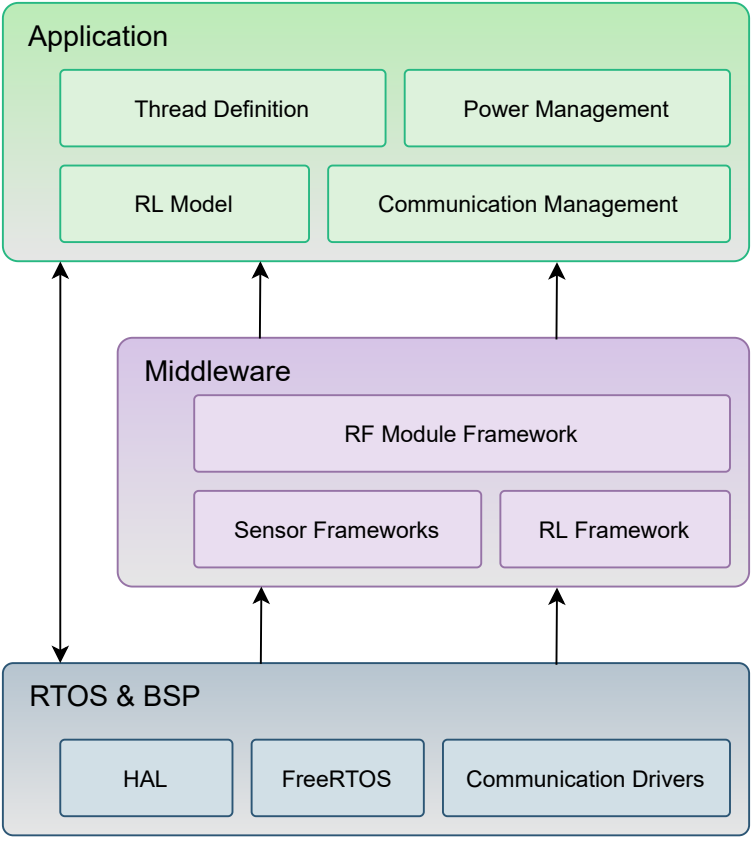 Application
Thread Definition
Power Management
RL Model
Communication Management
Middleware
RF Module Framework
Sensor Frameworks
RL Framework
RTOS & BSP
HAL
FreeRTOS
Communication Drivers